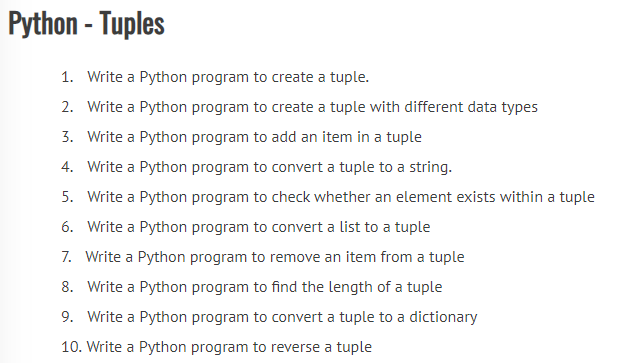 Python - Tuples
1. Write a Python program to create a tuple.
2. Write a Python program to create a tuple with different data types
3. Write a Python program to add an item in a tuple
4. Write a Python program to convert a tuple to a string.
5. Write a Python program to check whether an element exists within a tuple
6. Write a Python program to convert a list to a tuple
7. Write a Python program to remove an item from a tuple
8. Write a Python program to find the length of a tuple
9. Write a Python program to convert a tuple to a dictionary
10. Write a Python program to reverse a tuple